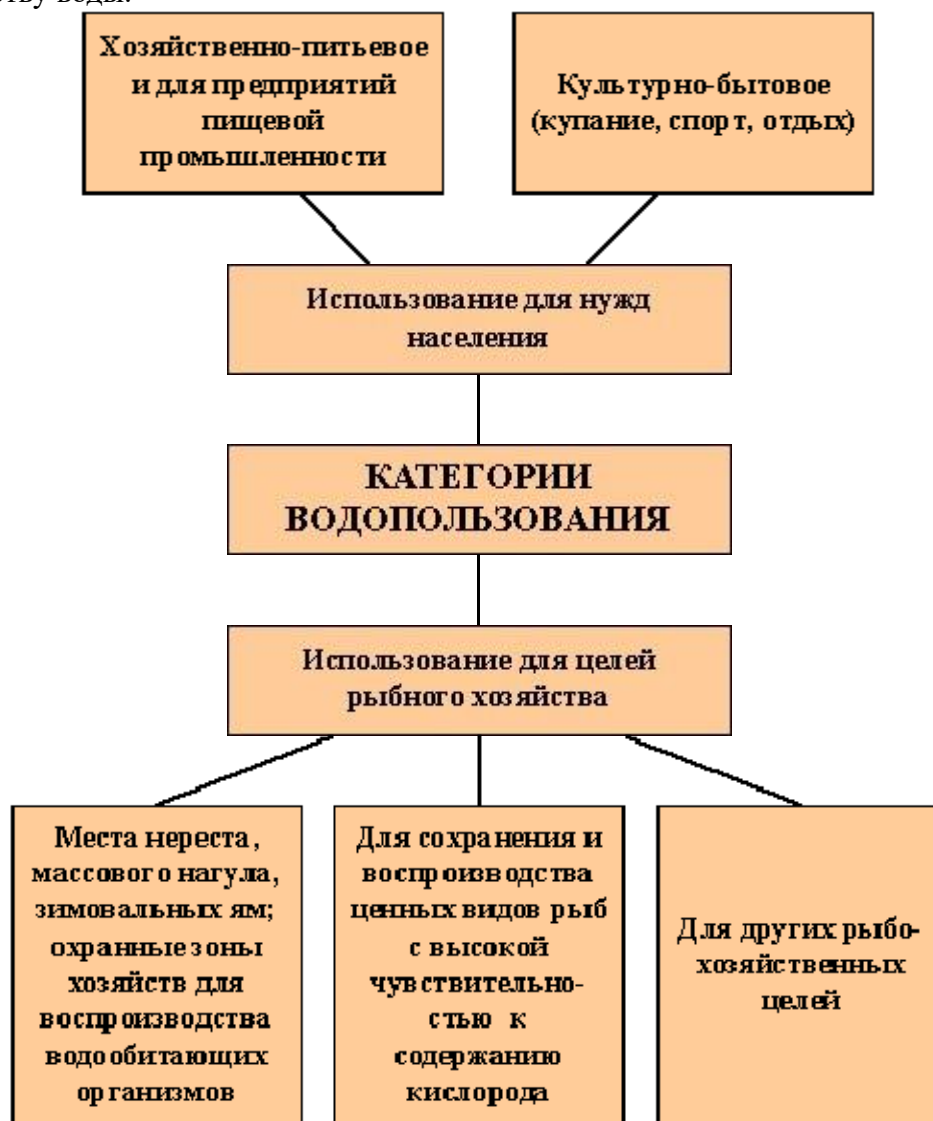 воды.
Хозяйственно-питьевое
и для предприятий
пищевой
промышленности
Культурно-бытовое
(купание, спорт, отдых)
Использование для нужд
населения
КАТЕГОРИИ
ВОДОПОЛЬЗОВАНИЯ
Использование для целей
рыбного хозяйства
Места нереста,
массового нагула,
зимовальных ям;
охранные зоны
хозяйств для
воспроизводства
водообитающих
организмов
Для сохранения и
воспроизводства
ценных видов рыб
с высокой
чувствительно-
стью к
содержанию
кислорода
Для других рыбо-
хозяйственных
целей